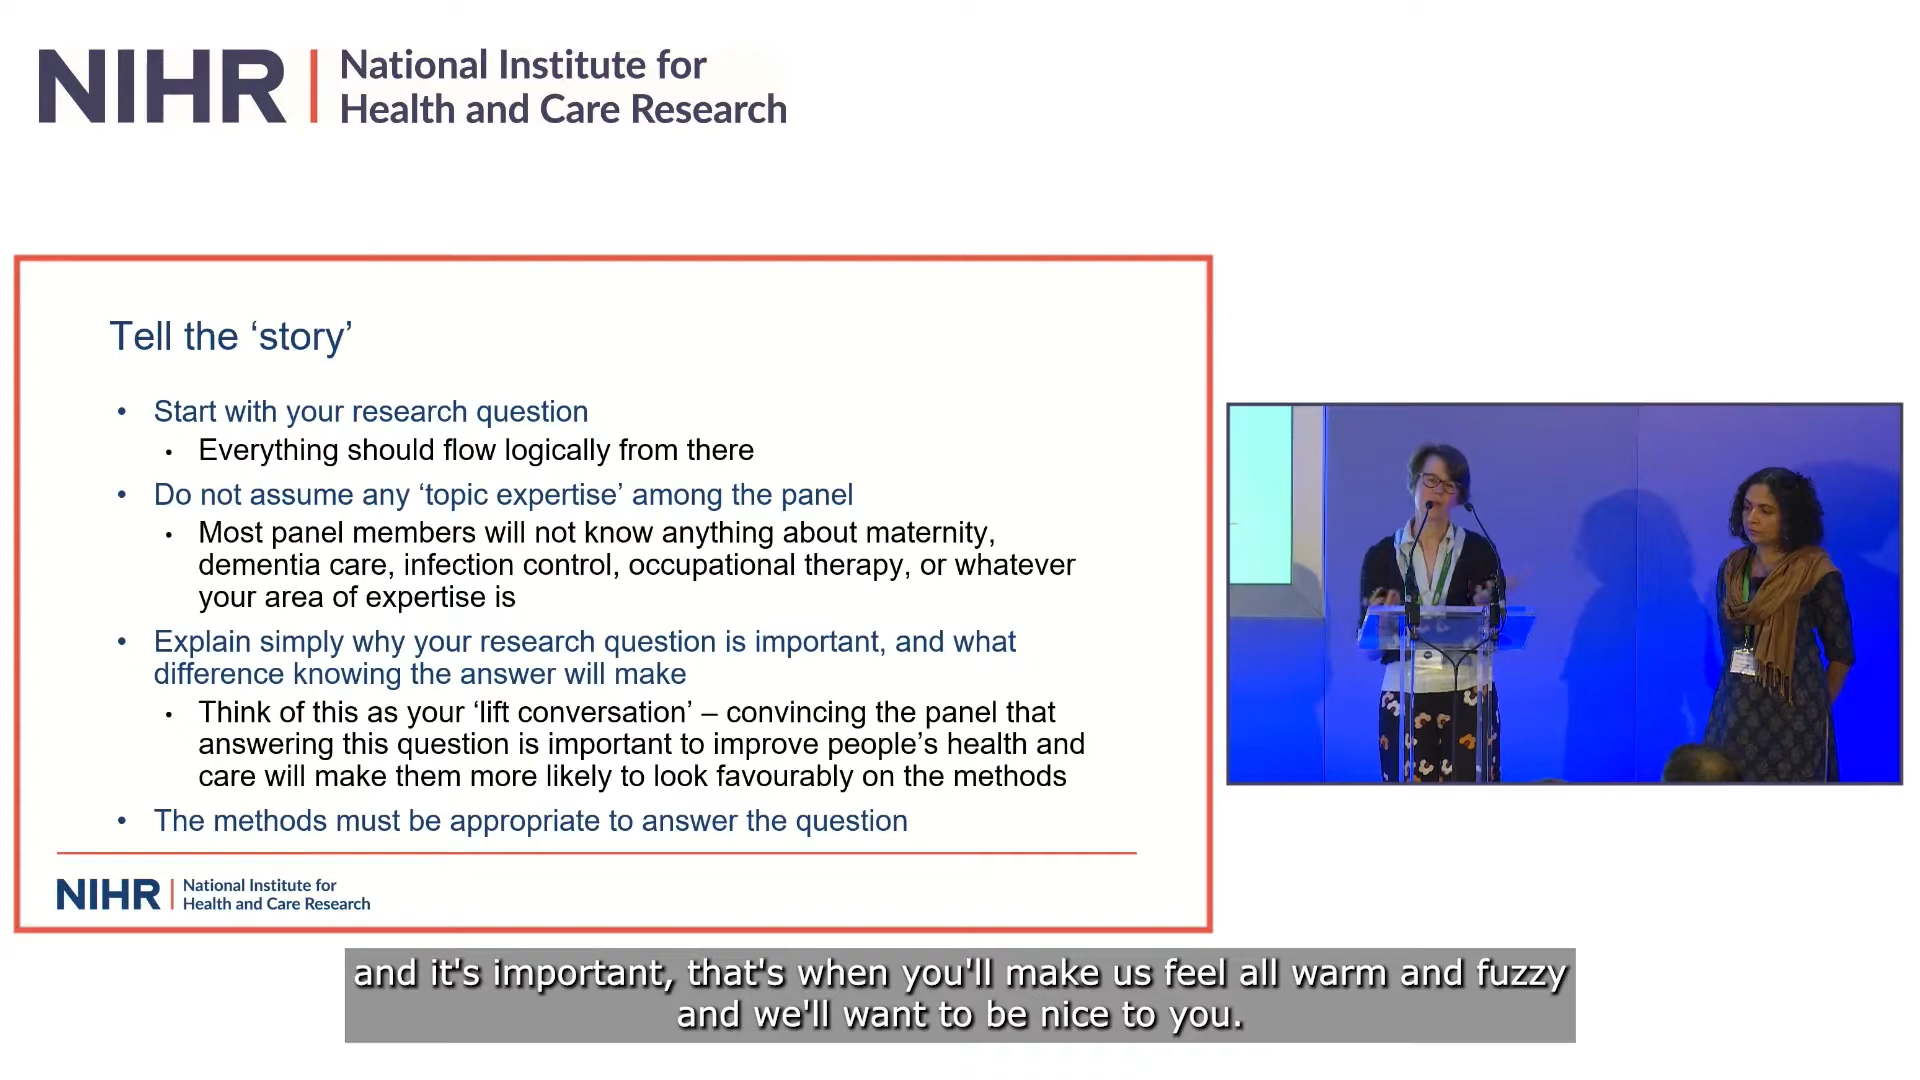 NIHR | National Institute for
Health and Care Research
Tell the ‘story’
• Start with your research question
• Everything should flow logically from there
• Do not assume any ‘topic expertise’ among the panel
• Most panel members will not know anything about maternity,
dementia care, infection control, occupational therapy, or whatever
your area of expertise is
• Explain simply why your research question is important, and what
difference knowing the answer will make
• Think of this as your ‘lift conversation’ – convincing the panel that
answering this question is important to improve people’s health and
care will make them more likely to look favourably on the methods
• The methods must be appropriate to answer the question
NIHR | National Institute for
Health and Care Research
and it's important, that's when you'll make us feel all warm and fuzzy
and we'll want to be nice to you.